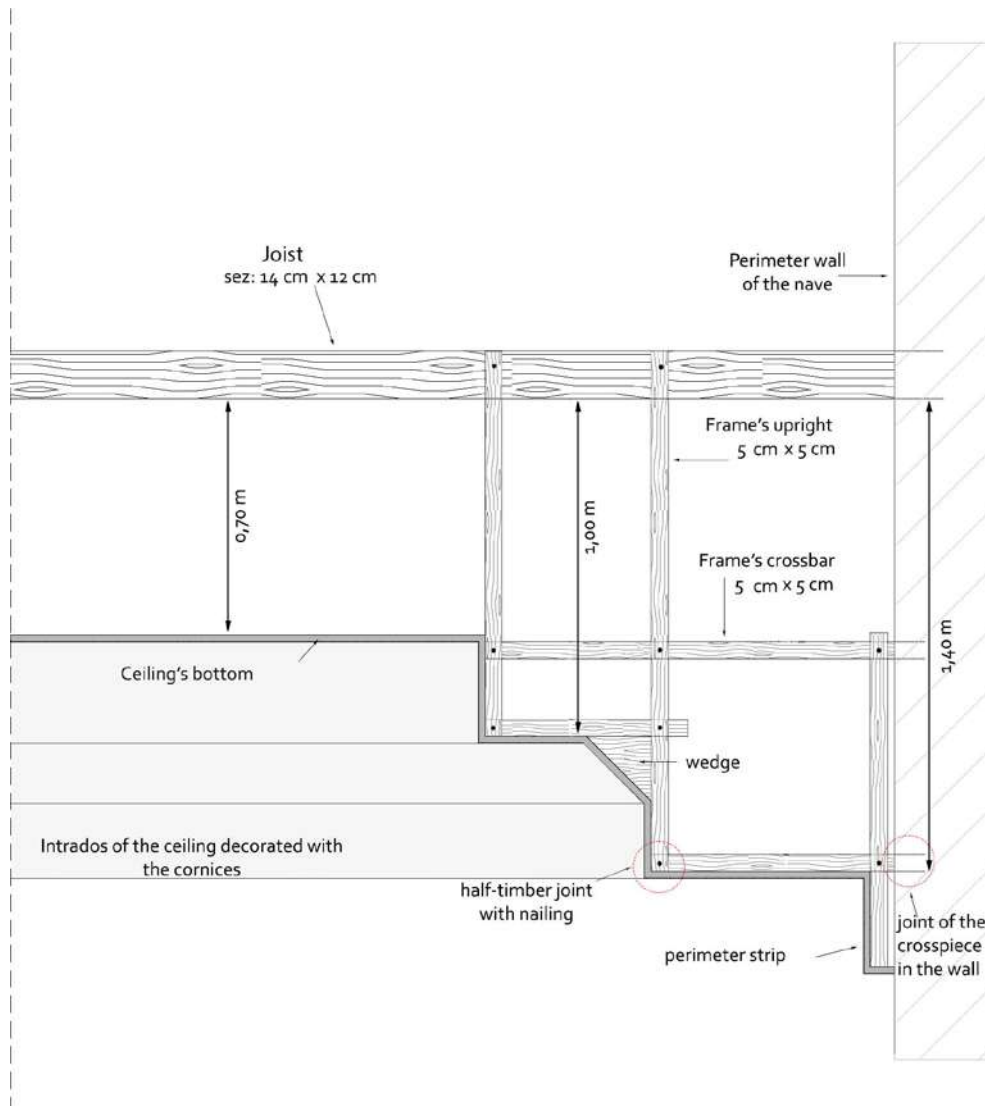 Joist
sez: 14 cm x 12 cm
Perimeter wall
of the nave
Frame's upright
5 cm x 5 cm
0,70 m
1,00 m
Frame's crossbar
5 cm x 5 cm
1,40 m
Ceiling's bottom
wedge
Intrados of the ceiling decorated with
the cornices
half-timber joint
with nailing
joint of the
crosspiece
in the wall
perimeter strip